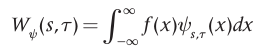 W_ψ(s,τ) = ∫_{-∞}^{∞} f(x)ψ_{s,τ}(x)dx